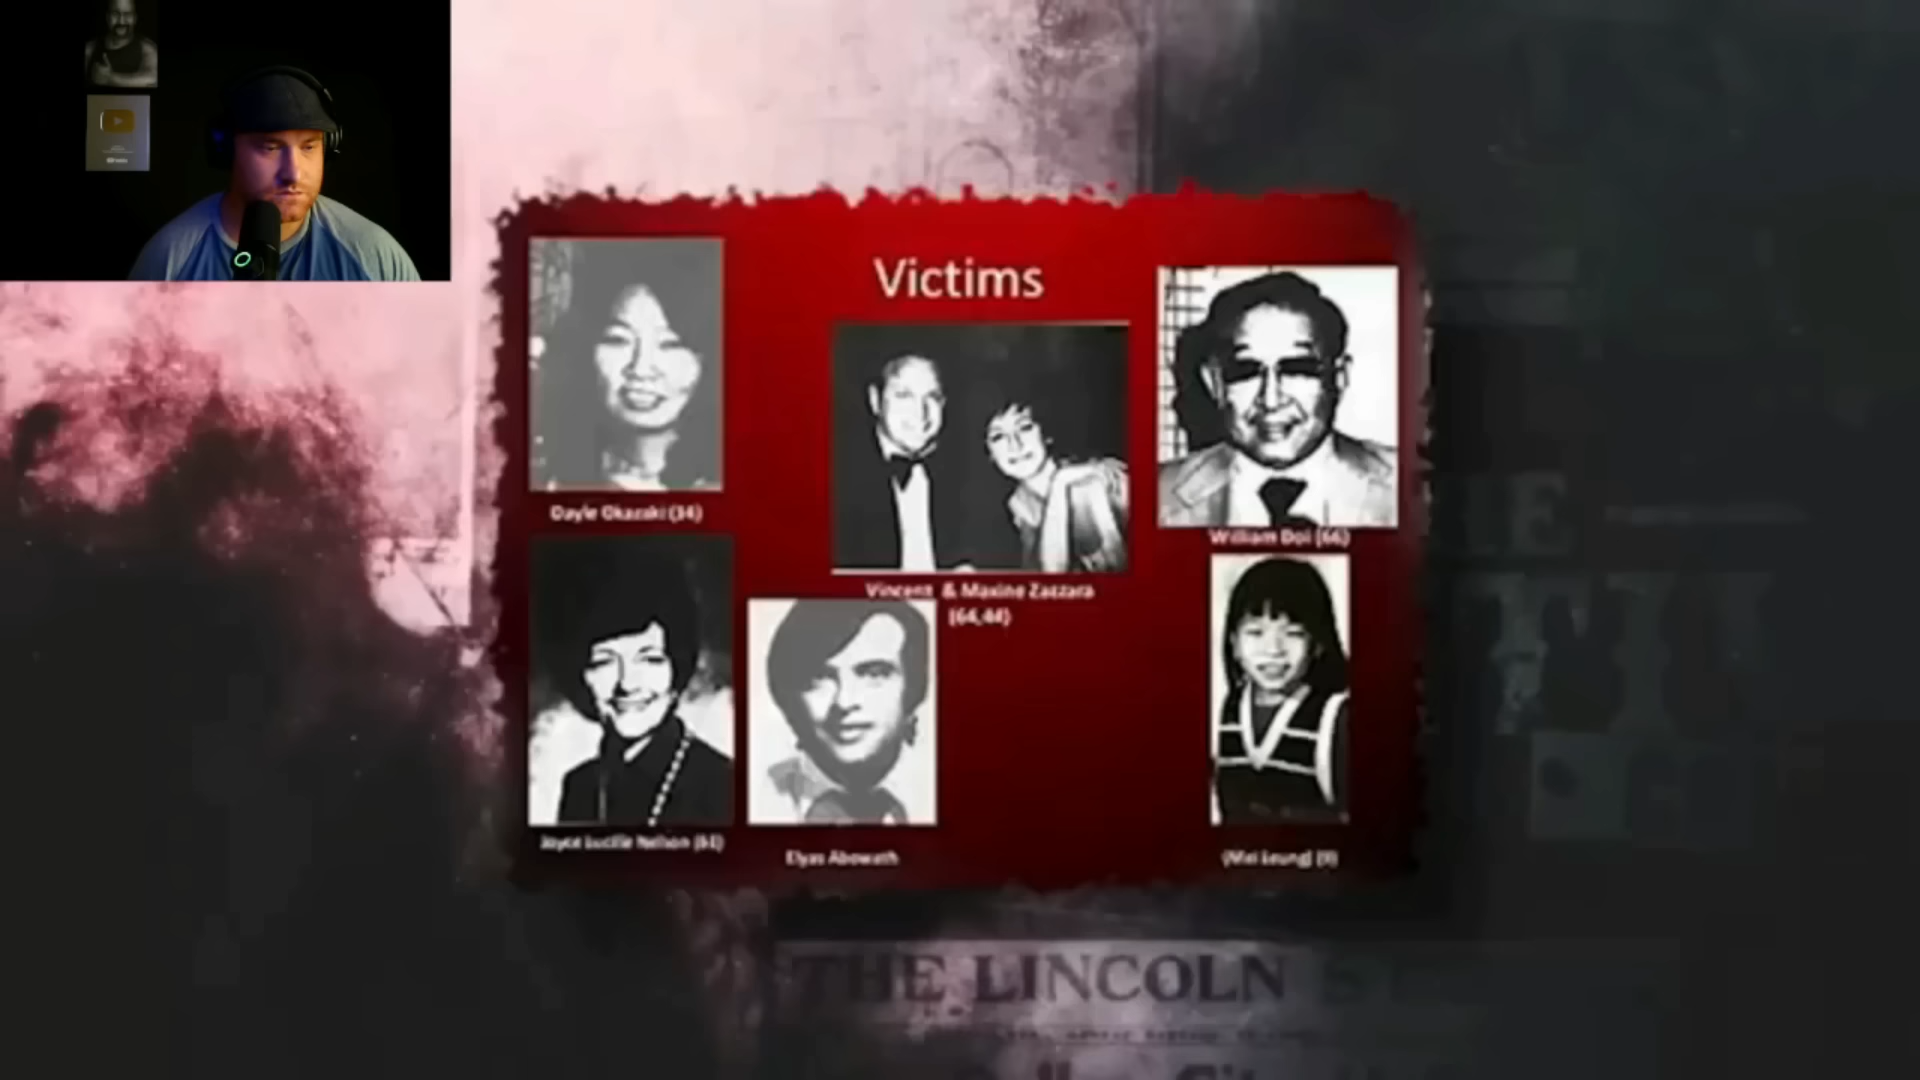 Victims
Dayle Okazaki (34)
Vincent & Maxine Zazzara
(64,44)
William Doi (66)
Joyce Lucille Nelson (61)
Elyas Abowath
(Mei Leung) (9)
THE LINCOLN